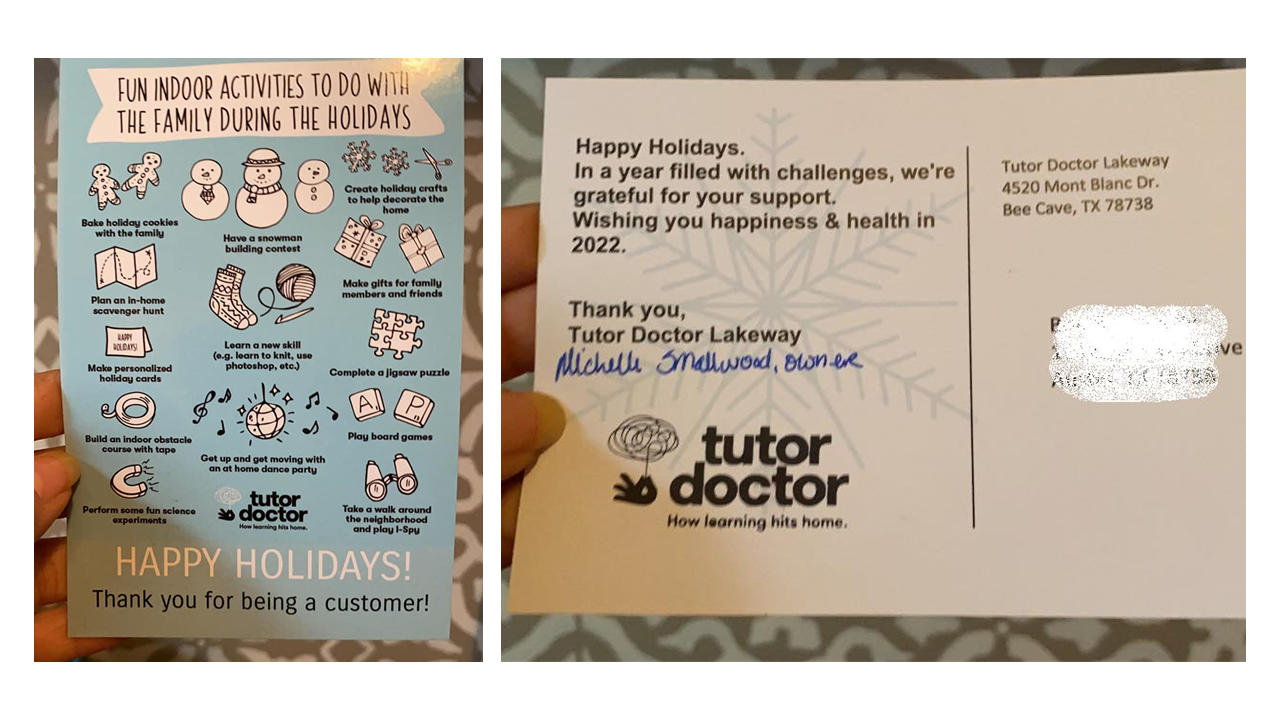 FUN INDOOR ACTIVITIES TO DO WITH
THE FAMILY DURING THE HOLIDAYS
Bake holiday cookies
with the family
Have a snowman
building contest
Create holiday crafts
to help decorate the
home
Plan an in-home
scavenger hunt
Make gifts for family
members and friends
HAPPY
HOLIDAYS!
Make personalized
holiday cards
Learn a new skill
(e.g. learn to knit, use
photoshop, etc.)
Complete a jigsaw puzzle
Build an indoor obstacle
course with tape
Get up and get moving with
an at home dance party
A
P
Play board games
Perform some fun science
experiments
tutor
doctor
How learning hits home.
Take a walk around
the neighborhood
and play I-Spy
HAPPY HOLIDAYS!
Thank you for being a customer!
Happy Holidays.
In a year filled with challenges, we're
grateful for your support.
Wishing you happiness & health in
2022.
Thank you,
Tutor Doctor Lakeway
Michelle Smallwood, owner
tutor
doctor
How learning hits home.
Tutor Doctor Lakeway
4520 Mont Blanc Dr.
Bee Cave, TX 78738
ve